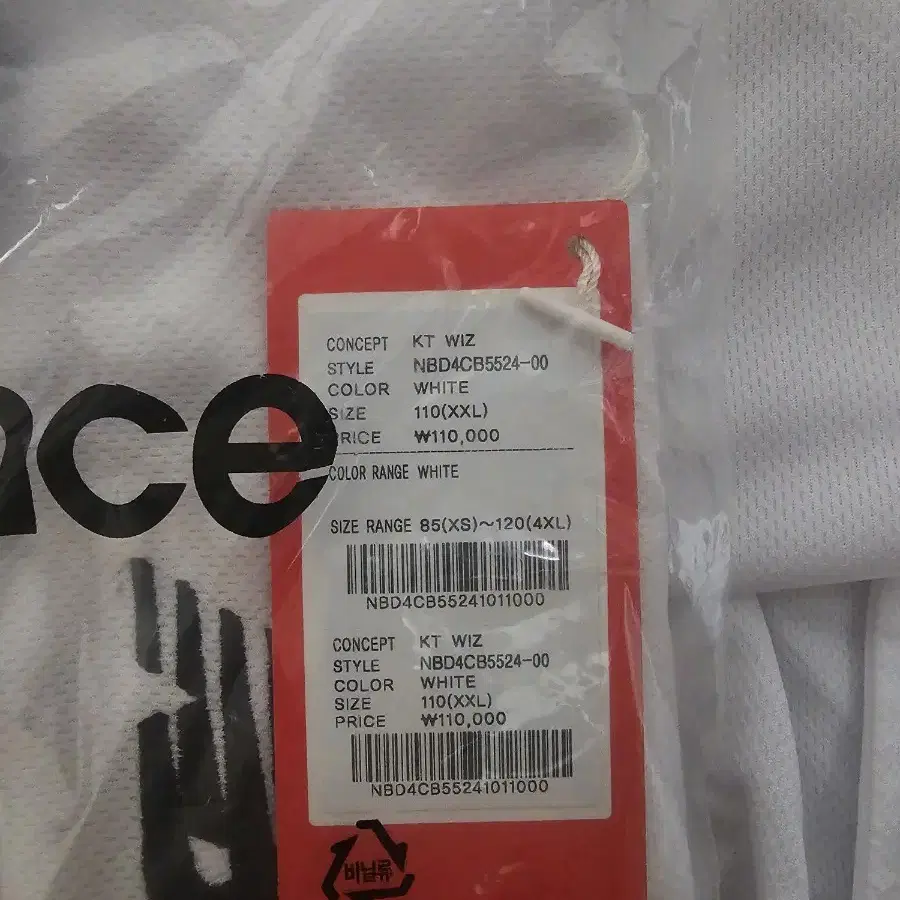 nce
CONCEPT KT WIZ
STYLE NBD4CB5524-00
COLOR WHITE
SIZE 110(XXL)
PRICE ₩110,000
COLOR RANGE WHITE
SIZE RANGE 85(XS)~120(4XL)
NBD4CB55241011000
CONCEPT KT WIZ
STYLE NBD4CB5524-00
COLOR WHITE
SIZE 110(XXL)
PRICE ₩110,000
NBD4CB55241011000
비닐류